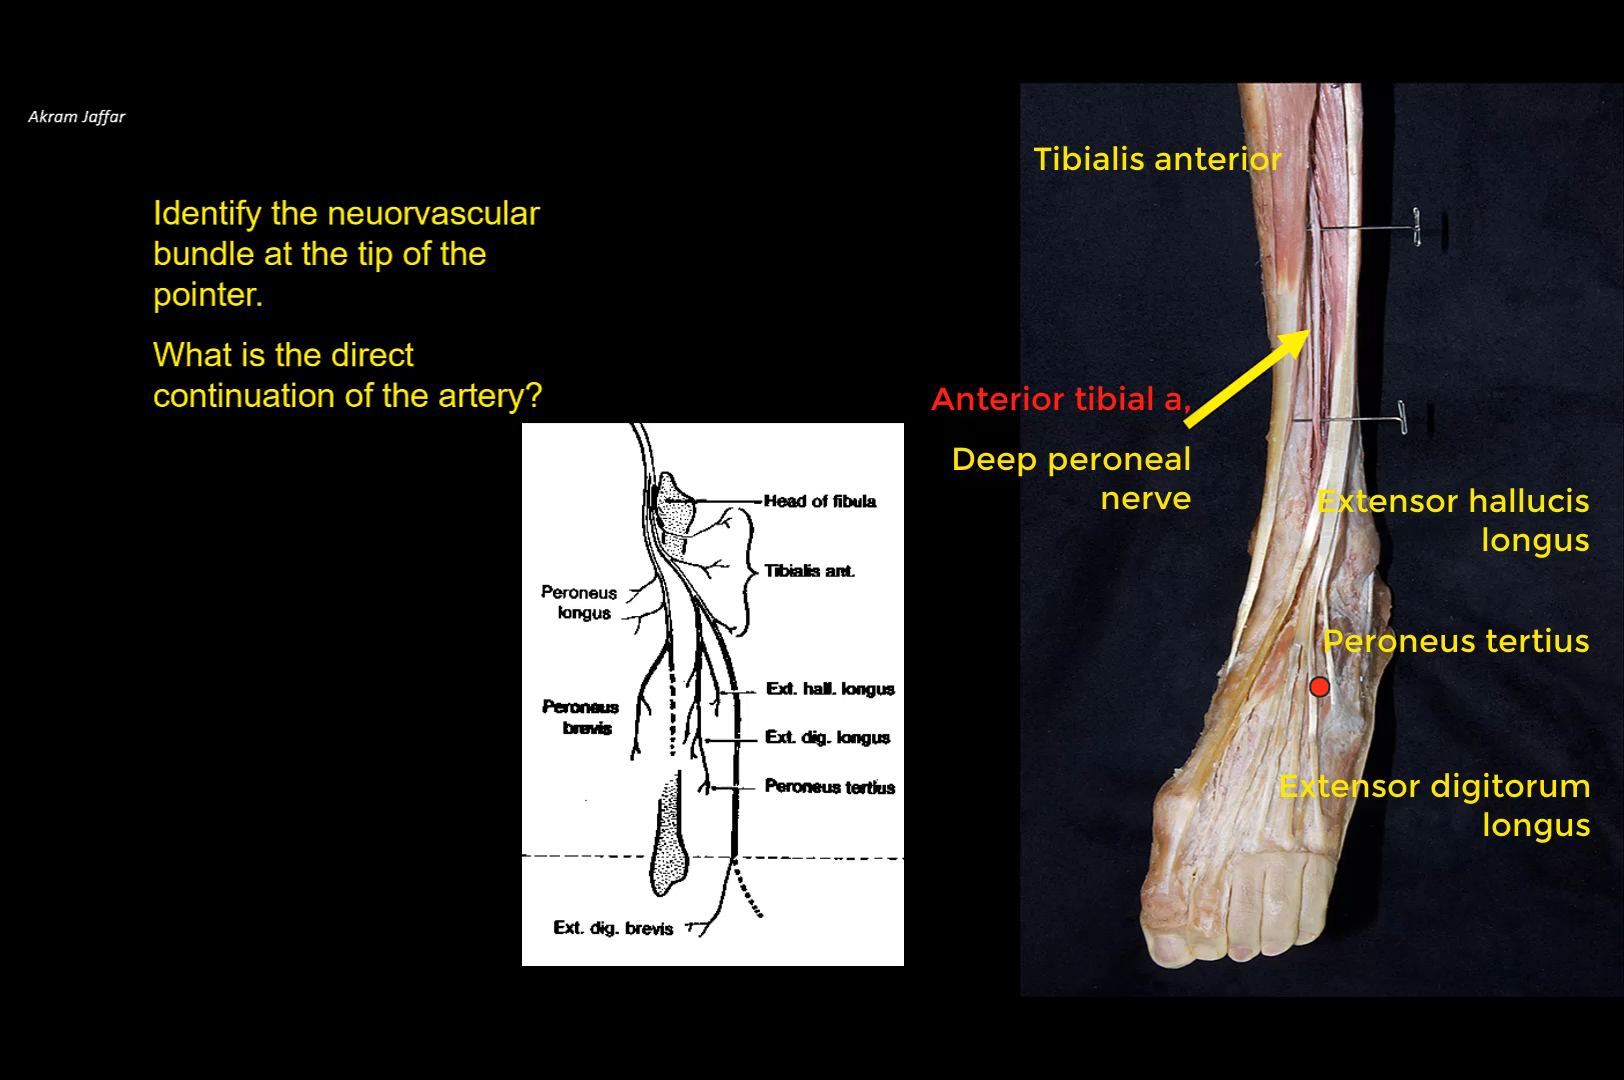 Akram Jaffar
Identify the neuorvascular
bundle at the tip of the
pointer.
What is the direct
continuation of the artery?
Head of fibula
Tibialis ant.
Peroneus
longus
Ext. hall. longus
Peroneus
brevis
Ext. dig. longus
Peroneus tertius
Ext. dig. brevis
Tibialis anterior
Anterior tibial a,
Deep peroneal
nerve
Extensor hallucis
longus
Peroneus tertius
Extensor digitorum
longus